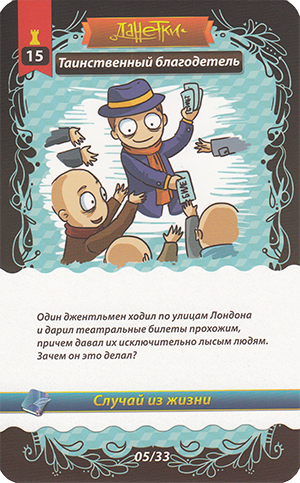 ДАНЕТКИ
15
Таинственный благодетель
Один джентльмен ходил по улицам Лондона
и дарил театральные билеты прохожим,
причем давал их исключительно лысым людям.
Зачем он это делал?
Случай из жизни
05/33